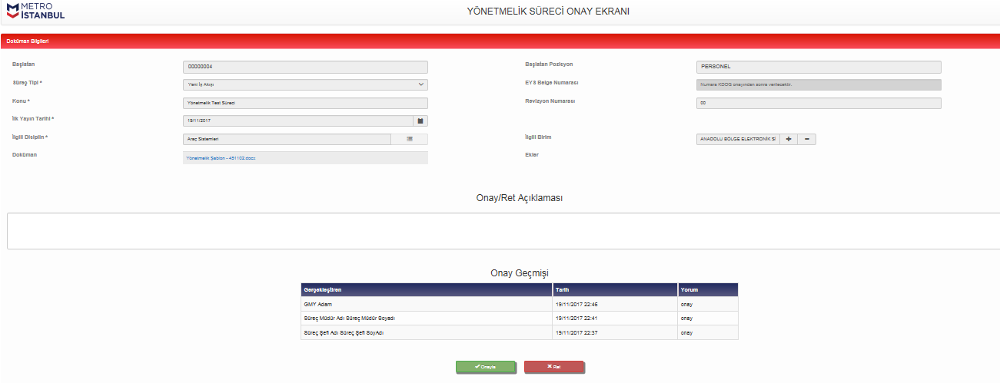 METRO
İSTANBUL
YÖNETMELİK SÜRECİ ONAY EKRANI
Doküman Bilgileri
Başlatan
00000004
Başlatan Pozisyon
PERSONEL
Süreç Tipi *
Yeni İş Akışı
EYS Belge Numarası
Numara KDDG onayından sonra verilecektir.
Konu *
Yönetmelik Test Süreci
Revizyon Numarası
00
İlk Yayın Tarihi *
19/11/2017
İlgili Disiplin *
Araç Sistemleri
İlgili Birim
ANADOLU BÖLGE ELEKTRONİK Sİ
Doküman
Yönetmelik Şablon - 451102.docx
Ekler
Onay/Ret Açıklaması
Onay Geçmişi
Gerçekleştiren Tarih Yorum
GMY Adam 19/11/2017 22:46 onay
Süreç Müdür Adı Süreç Müdür Soyadı 19/11/2017 22:41 onay
Süreç Şefi Adı Süreç Şefi SoyAdı 19/11/2017 22:37 onay
Onayla
Ret